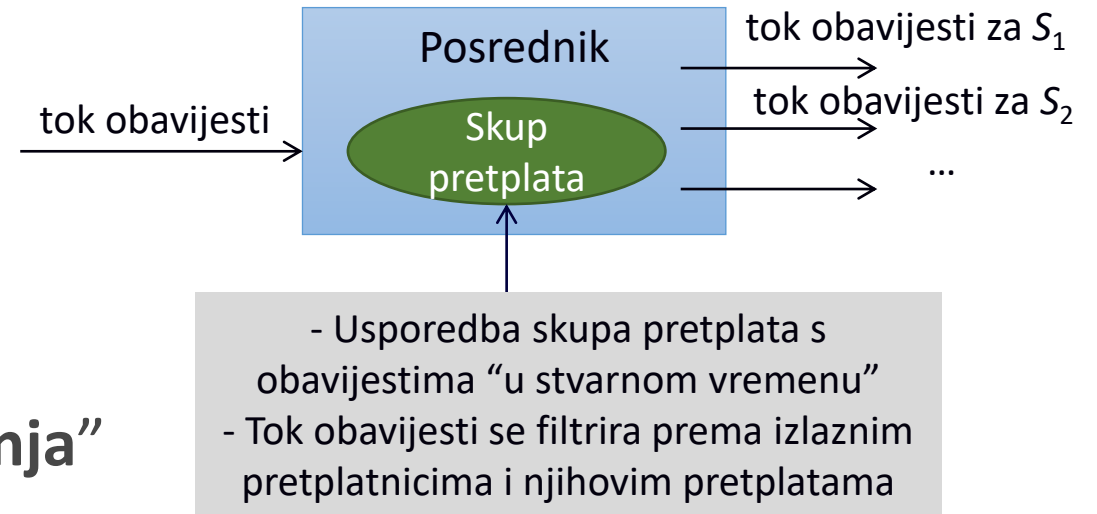 tok obavijesti za S₁
Posrednik
tok obavijesti za S₂
tok obavijesti
Skup
pretplata
...
- Usporedba skupa pretplata s
obavijestima “u stvarnom vremenu”
- Tok obavijesti se filtrira prema izlaznim
pretplatnicima i njihovim pretplatama
nja”